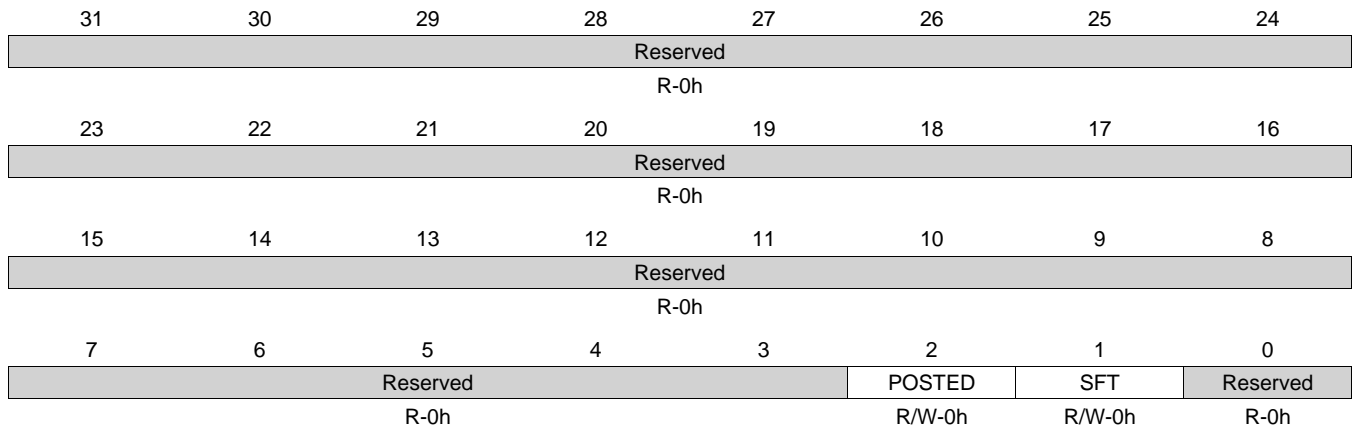 31 30 29 28 27 26 25 24
Reserved
R-0h
23 22 21 20 19 18 17 16
Reserved
R-0h
15 14 13 12 11 10 9 8
Reserved
R-0h
7 6 5 4 3 2 1 0
Reserved POSTED SFT Reserved
R-0h R/W-0h R/W-0h R-0h